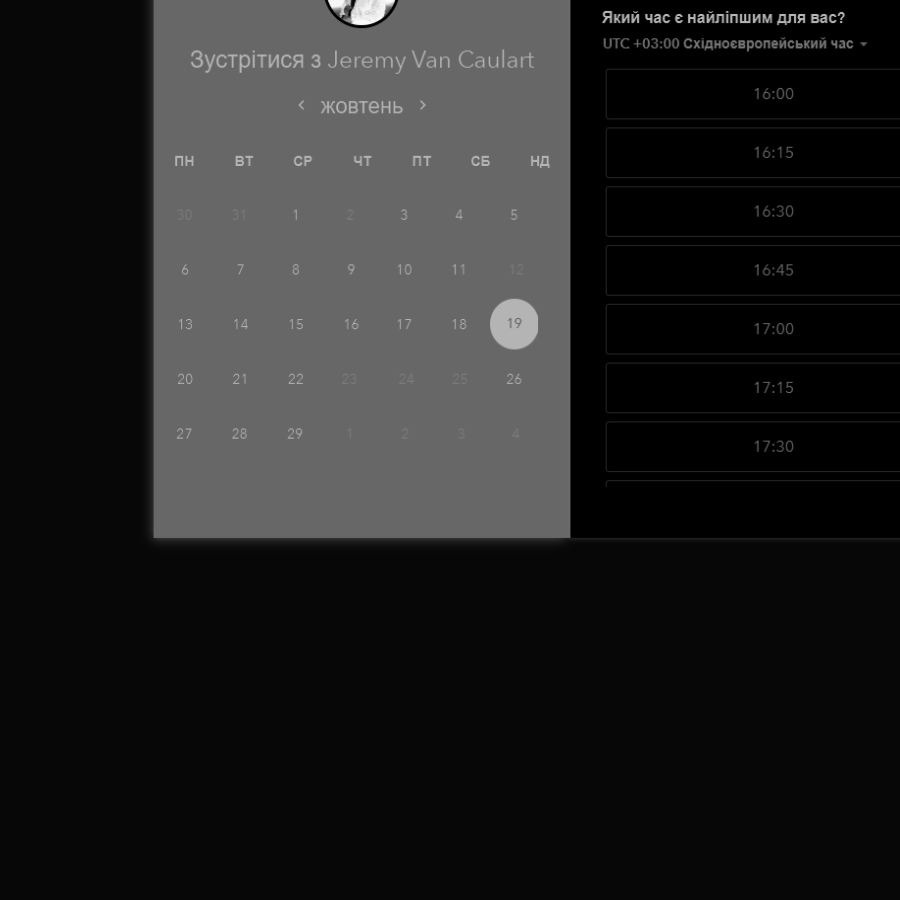 Зустрітися з Jeremy Van Caulart
жовтень
ПН ВТ СР ЧТ ПТ СБ НД
30 31 1 2 3 4 5
6 7 8 9 10 11 12
13 14 15 16 17 18 19
20 21 22 23 24 25 26
27 28 29 1 2 3 4
Який час є найліпшим для вас?
UTC +03:00 Східноєвропейський час
16:00
16:15
16:30
16:45
17:00
17:15
17:30